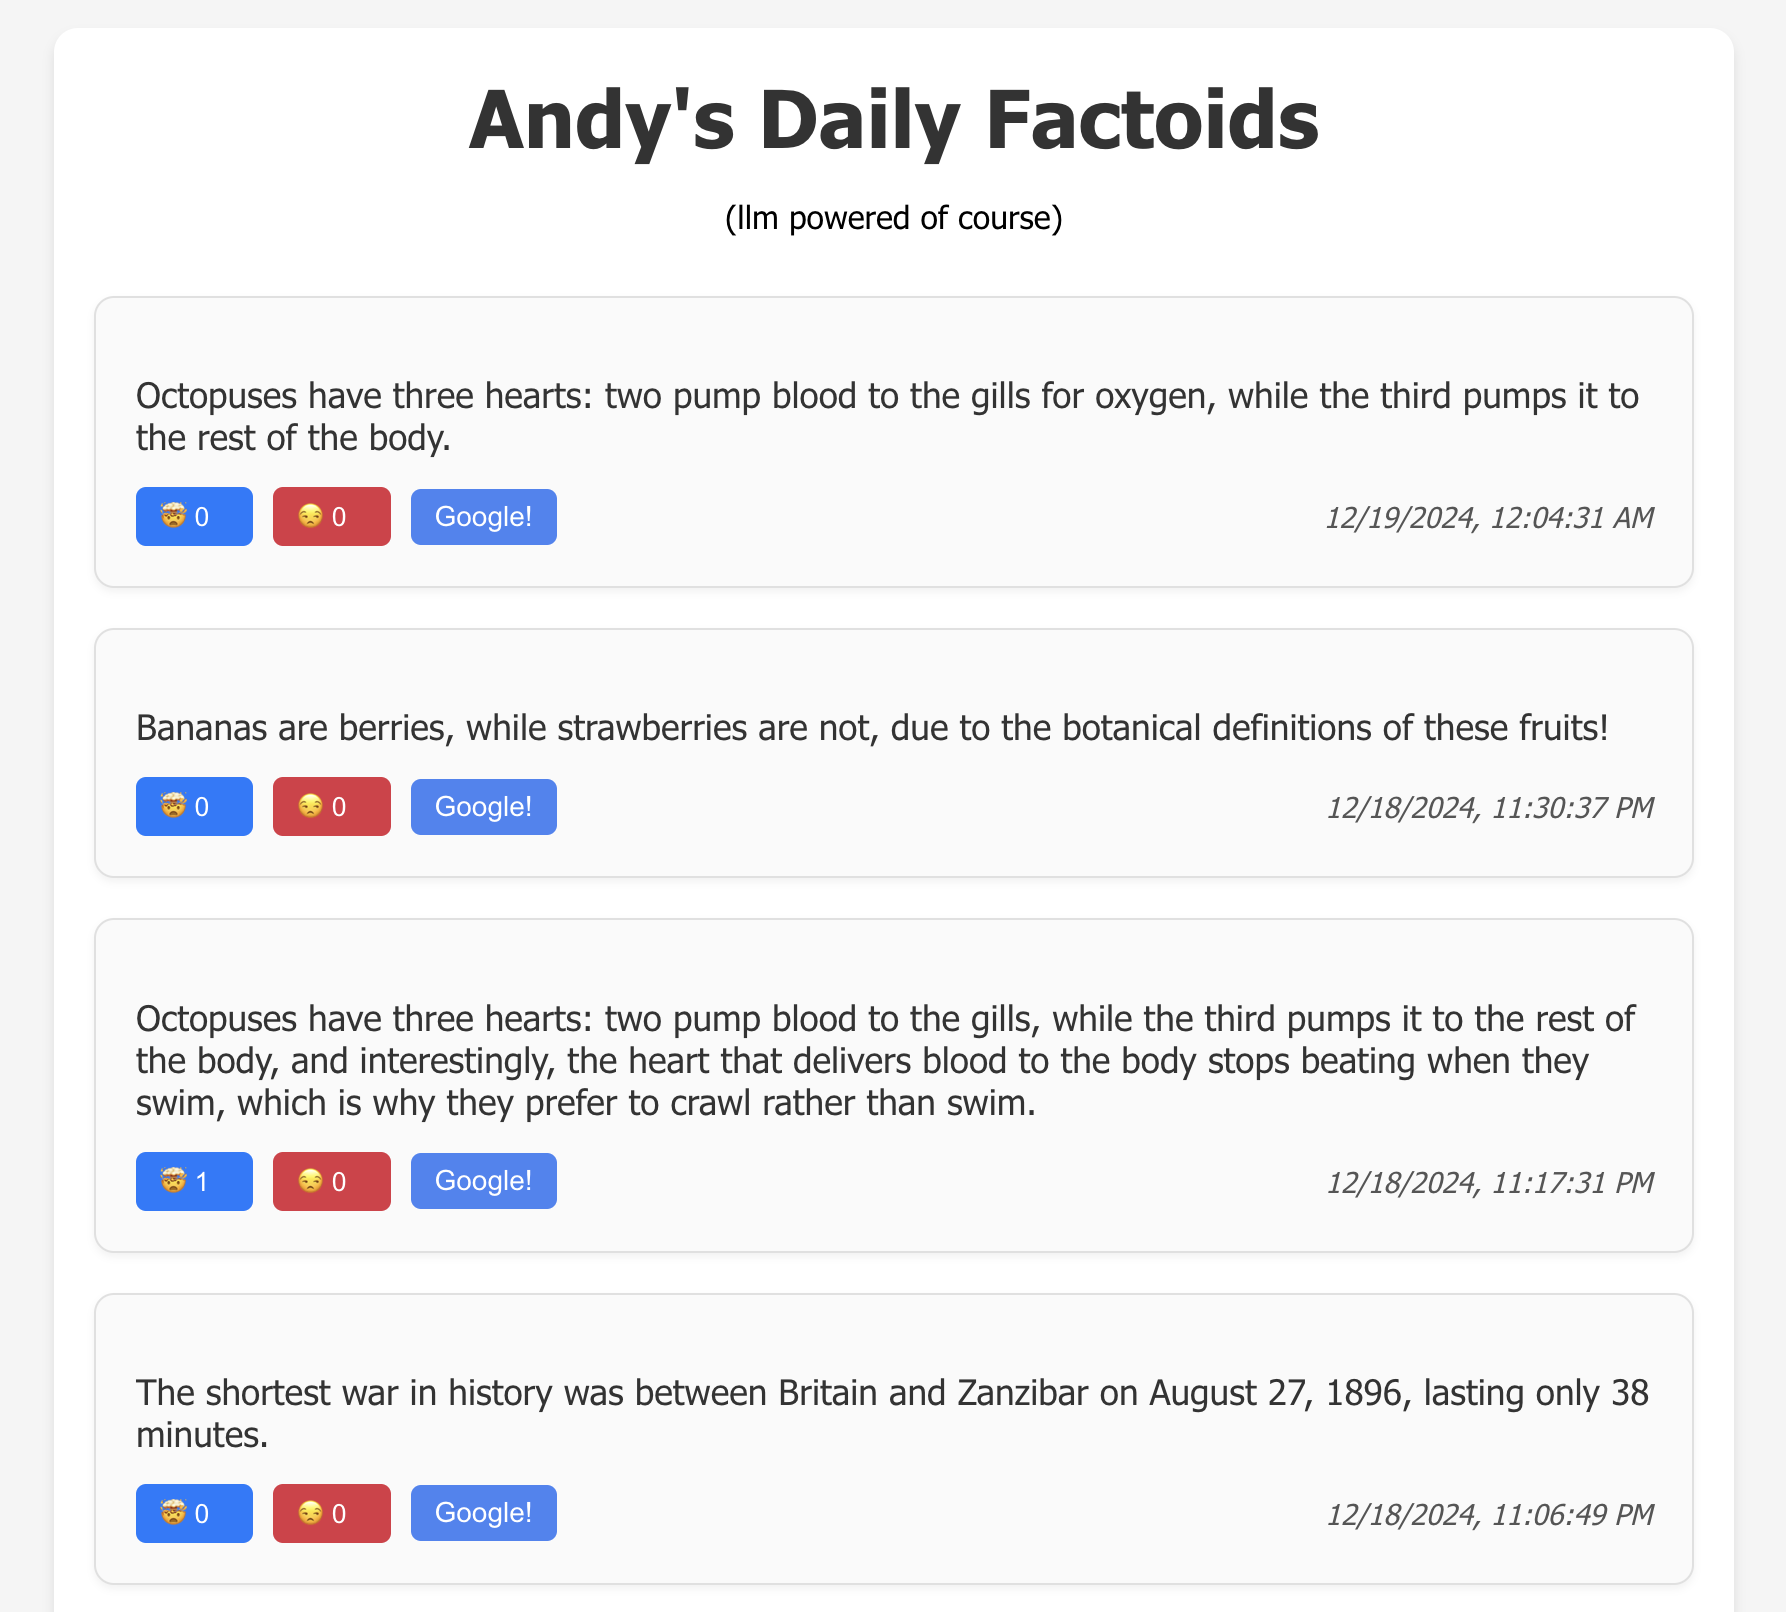 Andy's Daily Factoids
(llm powered of course)
Octopuses have three hearts: two pump blood to the gills for oxygen, while the third pumps it to
the rest of the body.
🤯 0 😒 0 Google! 12/19/2024, 12:04:31 AM
Bananas are berries, while strawberries are not, due to the botanical definitions of these fruits!
🤯 0 😒 0 Google! 12/18/2024, 11:30:37 PM
Octopuses have three hearts: two pump blood to the gills, while the third pumps it to the rest of
the body, and interestingly, the heart that delivers blood to the body stops beating when they
swim, which is why they prefer to crawl rather than swim.
🤯 1 😒 0 Google! 12/18/2024, 11:17:31 PM
The shortest war in history was between Britain and Zanzibar on August 27, 1896, lasting only 38
minutes.
🤯 0 😒 0 Google! 12/18/2024, 11:06:49 PM